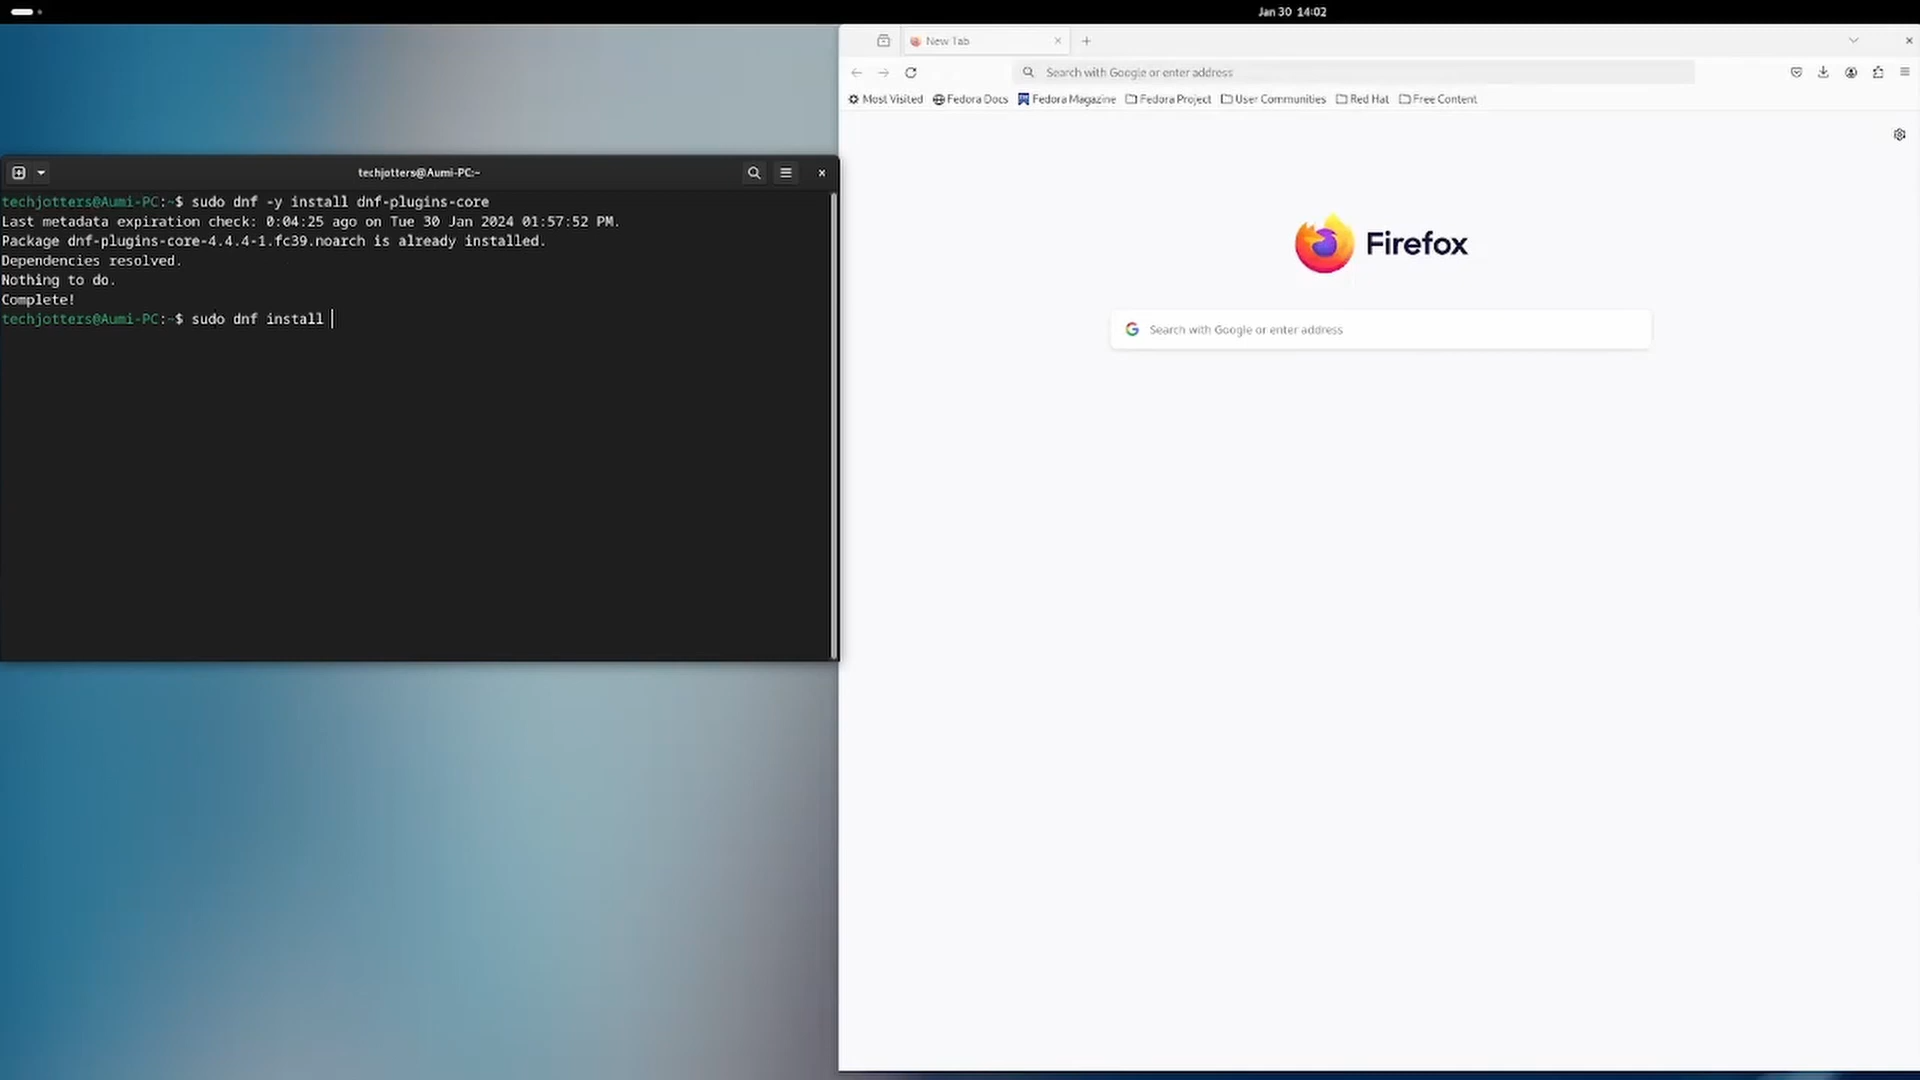 Jan 30 14:02
New Tab
Search with Google or enter address
Most Visited Fedora Docs Fedora Magazine Fedora Project User Communities Red Hat Free Content
techjotters@Aumi-PC:~
techjotters@Aumi-PC:~$ sudo dnf -y install dnf-plugins-core
Last metadata expiration check: 0:04:25 ago on Tue 30 Jan 2024 01:57:52 PM.
Package dnf-plugins-core-4.4.4-1.fc39.noarch is already installed.
Dependencies resolved.
Nothing to do.
Complete!
techjotters@Aumi-PC:~$ sudo dnf install
Firefox
Search with Google or enter address